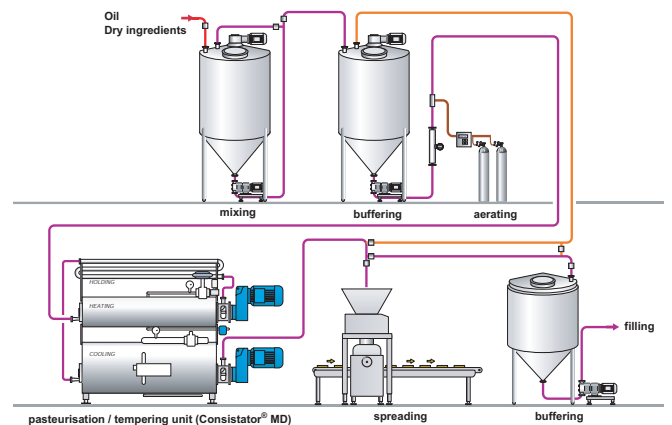 Oil
Dry ingredients
mixing
buffering
aerating
HOLDING
HEATING
COOLING
filling
pasteurisation / tempering unit (Consistator® MD)
spreading
buffering